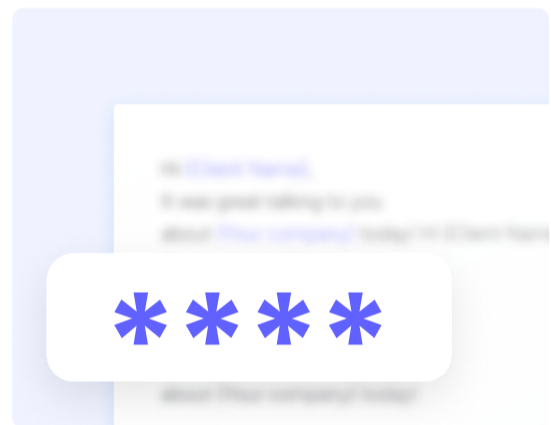 Hi [Client Name],
It was great talking to you
about [Your company] today! Hi [Client Name
* * * *
about [Your company] today!